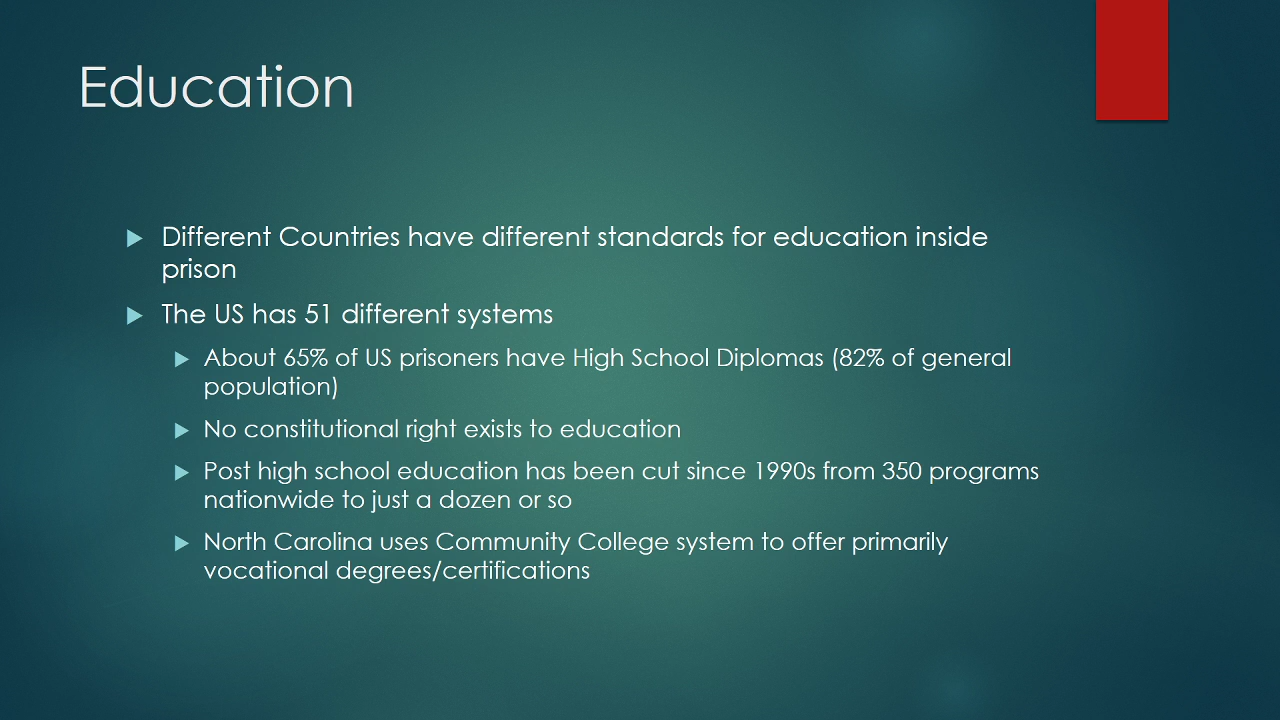 Education
Different Countries have different standards for education inside
prison
The US has 51 different systems
About 65% of US prisoners have High School Diplomas (82% of general
population)
No constitutional right exists to education
Post high school education has been cut since 1990s from 350 programs
nationwide to just a dozen or so
North Carolina uses Community College system to offer primarily
vocational degrees/certifications